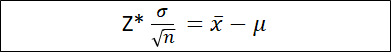 Z* σ/√n = x̄ − μ